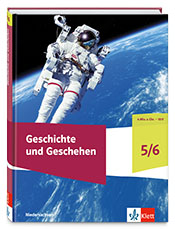 Geschichte
und Geschehen
5/6
Niedersachsen
Klett